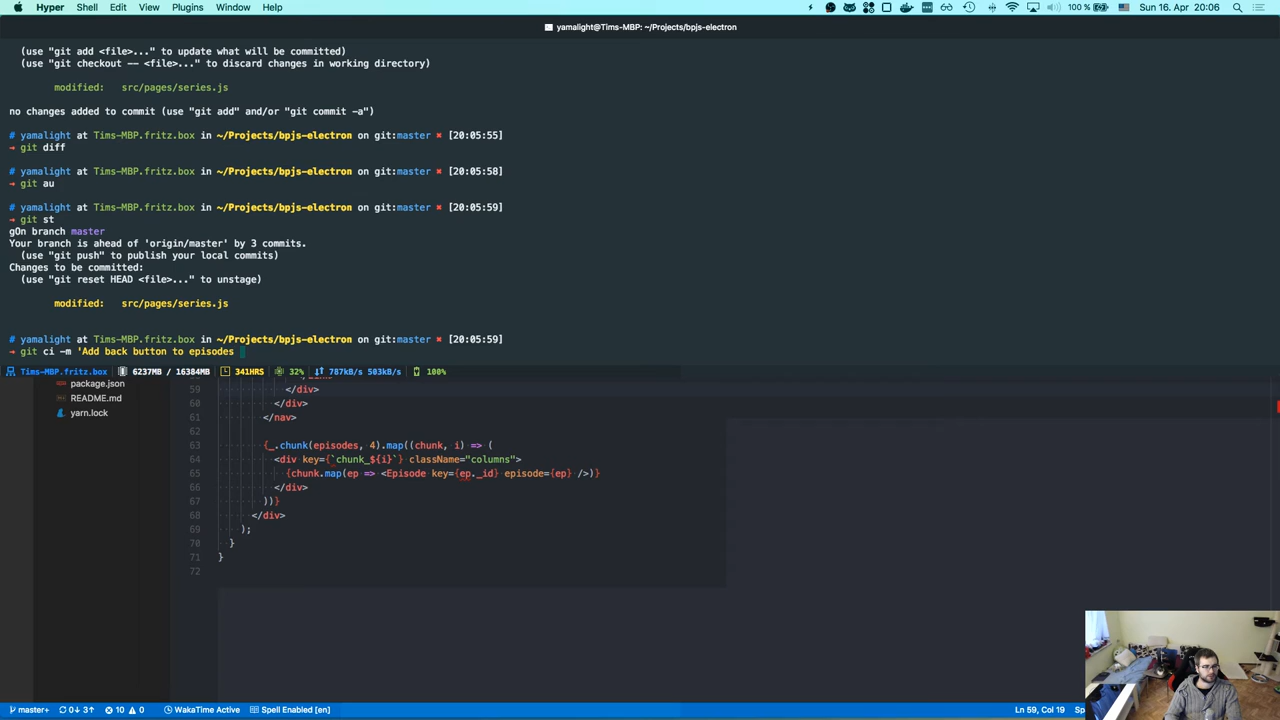 Hyper Shell Edit View Plugins Window Help 100 % Sun 16. Apr 20:06
yamalight@Tims-MBP: ~/Projects/bpjs-electron
(use "git add <file>..." to update what will be committed)
(use "git checkout -- <file>..." to discard changes in working directory)
modified: src/pages/series.js
no changes added to commit (use "git add" and/or "git commit -a")
# yamalight at Tims-MBP.fritz.box in ~/Projects/bpjs-electron on git:master ✖ [20:05:55]
→ git diff
# yamalight at Tims-MBP.fritz.box in ~/Projects/bpjs-electron on git:master ✖ [20:05:58]
→ git au
# yamalight at Tims-MBP.fritz.box in ~/Projects/bpjs-electron on git:master ✖ [20:05:59]
→ git st
gOn branch master
Your branch is ahead of 'origin/master' by 3 commits.
(use "git push" to publish your local commits)
Changes to be committed:
(use "git reset HEAD <file>..." to unstage)
modified: src/pages/series.js
# yamalight at Tims-MBP.fritz.box in ~/Projects/bpjs-electron on git:master ✖ [20:05:59]
→ git ci -m 'Add back button to episodes
Tims-MBP.fritz.box 6237MB / 16384MB 341HRS 32% 787kB/s 503kB/s 100%
package.json
README.md
yarn.lock
59 </div>
60 </div>
61 </nav>
62
63 {_.chunk(episodes, 4).map((chunk, i) => (
64 <div key={`chunk_${i}`} className="columns">
65 {chunk.map(ep => <Episode key={ep._id} episode={ep} />)}
66 </div>
67 ))}
68 </div>
69 );
70 }
71 }
72
master+ 0↓ 3↑ 10 0 WakaTime Active Spell Enabled [en] Ln 59, Col 19